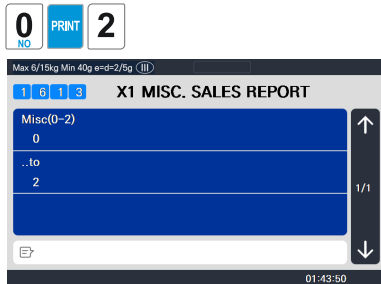 0 PRINT 2
NO
Max 6/15kg Min 40g e=d=2/5g III
1 6 1 3 X1 MISC. SALES REPORT
Misc(0-2)
0
..to
2
1/1
01:43:50